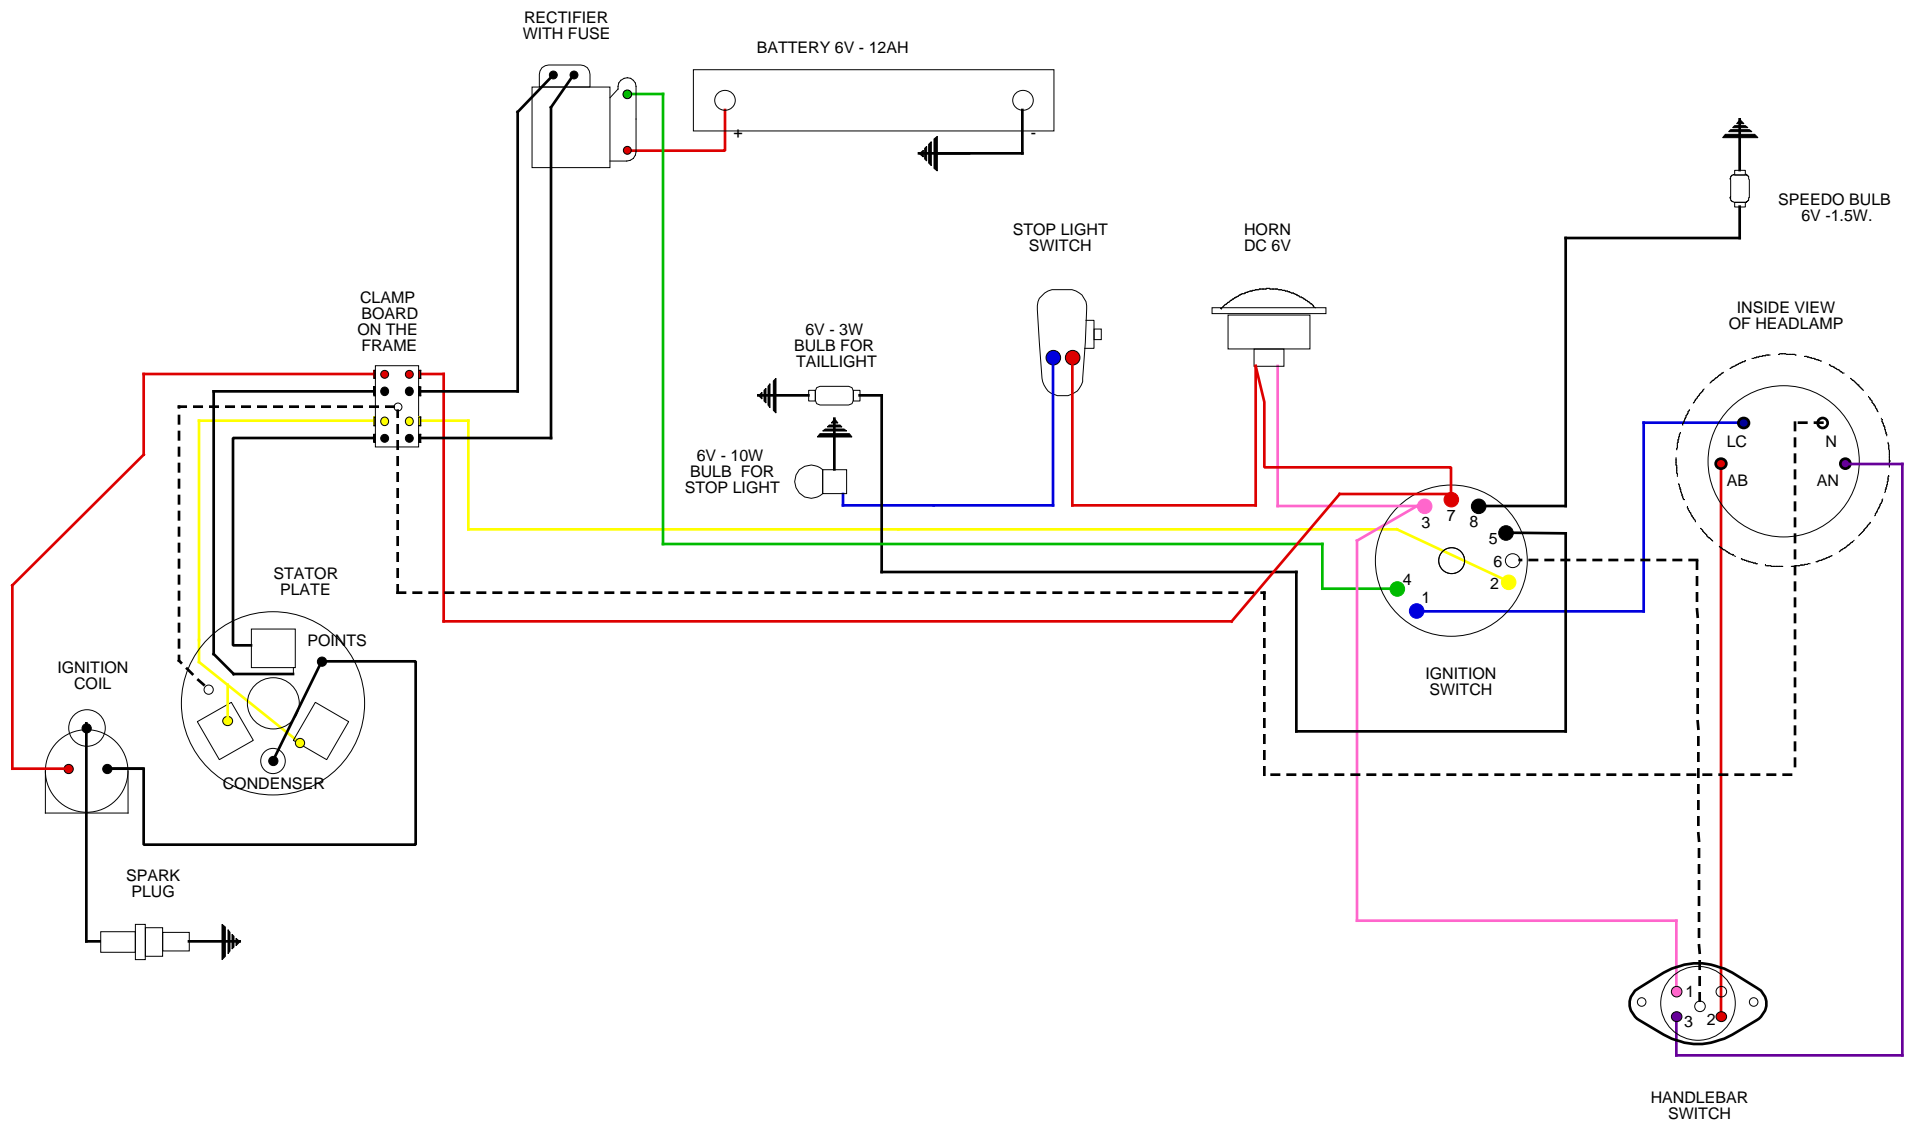 RECTIFIER
WITH FUSE
BATTERY 6V - 12AH
+
-
SPEEDO BULB
6V -1.5W.
STOP LIGHT
SWITCH
HORN
DC 6V
CLAMP
BOARD
ON THE
FRAME
6V - 3W
BULB FOR
TAILLIGHT
INSIDE VIEW
OF HEADLAMP
LC
N
AB
AN
6V - 10W
BULB FOR
STOP LIGHT
3
7
8
5
6
4
2
1
IGNITION
SWITCH
STATOR
PLATE
POINTS
CONDENSER
IGNITION
COIL
SPARK
PLUG
1
3
2
HANDLEBAR
SWITCH